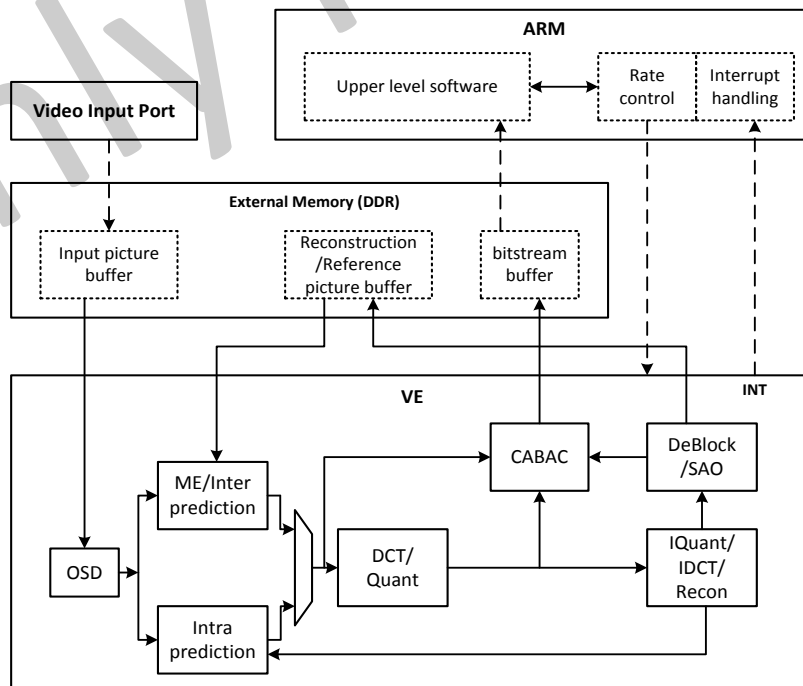 ARM
Upper level software
Rate
control
Interrupt
handling
Video Input Port
External Memory (DDR)
Input picture
buffer
Reconstruction
/Reference
picture buffer
bitstream
buffer
INT
VE
ME/Inter
prediction
CABAC
DeBlock
/SAO
OSD
DCT/
Quant
IQuant/
IDCT/
Recon
Intra
prediction